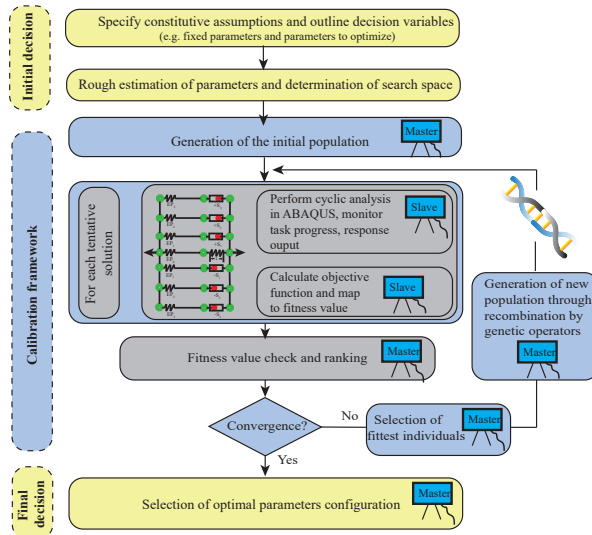 Initial decision
Specify constitutive assumptions and outline decision variables
(e.g. fixed parameters and parameters to optimize)
Rough estimation of parameters and determination of search space
Calibration framework
Generation of the initial population
Master
For each tentative
solution
Perform cyclic analysis
in ABAQUS, monitor
task progress, response
ouput
Slave
Calculate objective
function and map
to fitness value
Slave
Generation of new
population through
recombination by
genetic operators
Master
Fitness value check and ranking
Master
Convergence?
No
Selection of
fittest individuals
Master
Yes
Final
decision
Selection of optimal parameters configuration
Master